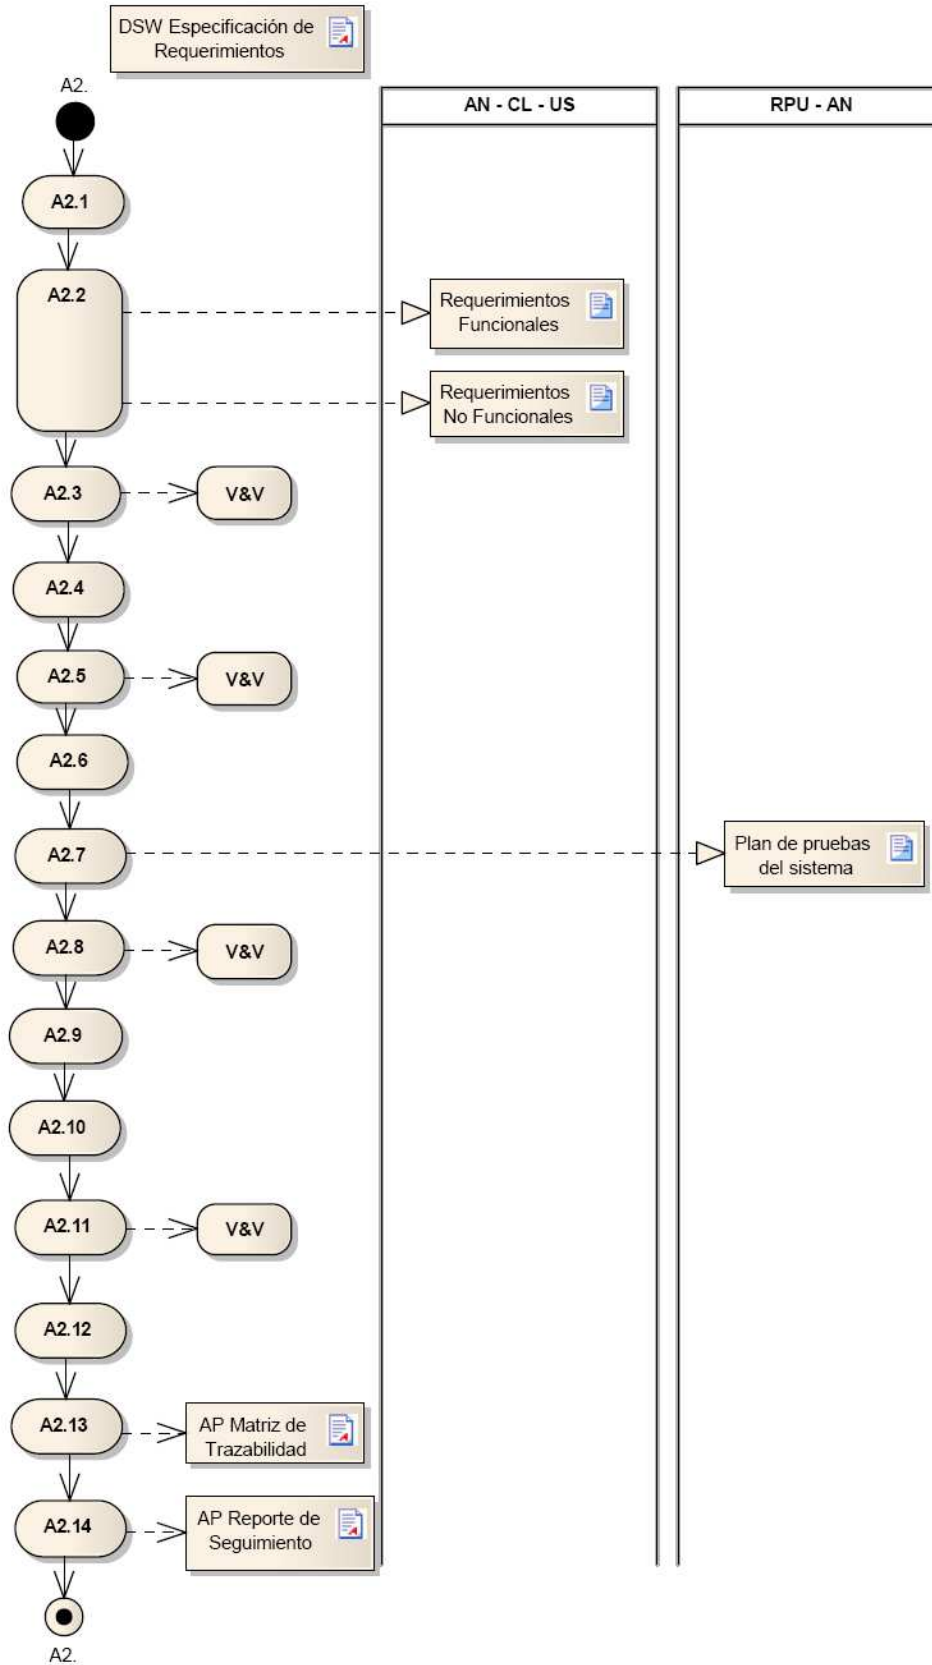 DSW Especificación de
Requerimientos
A2.
AN - CL - US
RPU - AN
A2.1
A2.2
Requerimientos
Funcionales
Requerimientos
No Funcionales
A2.3
V&V
A2.4
A2.5
V&V
A2.6
A2.7
Plan de pruebas
del sistema
A2.8
V&V
A2.9
A2.10
A2.11
V&V
A2.12
A2.13
AP Matriz de
Trazabilidad
A2.14
AP Reporte de
Seguimiento
A2.